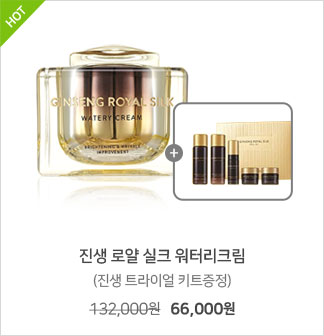 HOT
GINSENG ROYAL SILK
WATERY CREAM
BRIGHTENING & WRINKLE
IMPROVEMENT
+
진생 로얄 실크 워터리크림
(진생 트라이얼 키트증정)
132,000원 66,000원